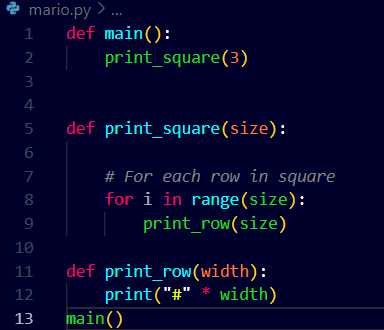 mario.py > ...
1 def main():
2     print_square(3)
3
4
5 def print_square(size):
6
7     # For each row in square
8     for i in range(size):
9         print_row(size)
10
11 def print_row(width):
12     print("#" * width)
13 main()